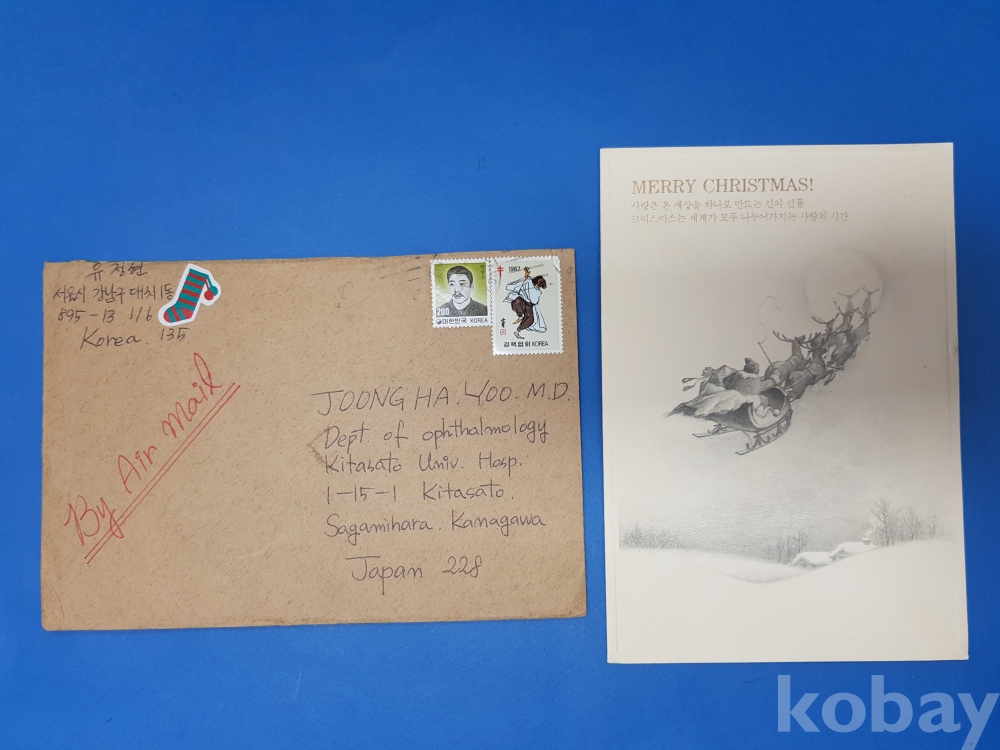 유 정현
서울시 강남구 대치1동
895-13 11/6
Korea 135
By Air Mail
200
대한민국 KOREA
1987
결핵협회 KOREA
JOONG HA. YOO. M.D.
Dept. of ophthalmology
Kitasato Univ. Hosp.
1-15-1 Kitasato.
Sagamihara. Kanagawa
Japan 228
MERRY CHRISTMAS!
사랑은 온 세상을 하나로 만드는 신의 선물
크리스마스는 세계가 모두 나누어가지는 사랑의 시간
kobay